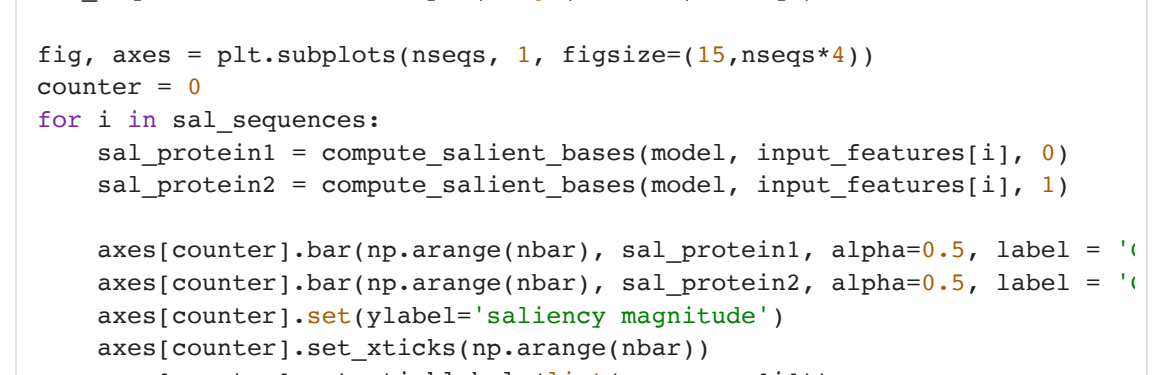 fig, axes = plt.subplots(nseqs, 1, figsize=(15,nseqs*4))
counter = 0
for i in sal_sequences:
    sal_protein1 = compute_salient_bases(model, input_features[i], 0)
    sal_protein2 = compute_salient_bases(model, input_features[i], 1)
    axes[counter].bar(np.arange(nbar), sal_protein1, alpha=0.5, label = '
    axes[counter].bar(np.arange(nbar), sal_protein2, alpha=0.5, label = '
    axes[counter].set(ylabel='saliency magnitude')
    axes[counter].set_xticks(np.arange(nbar))